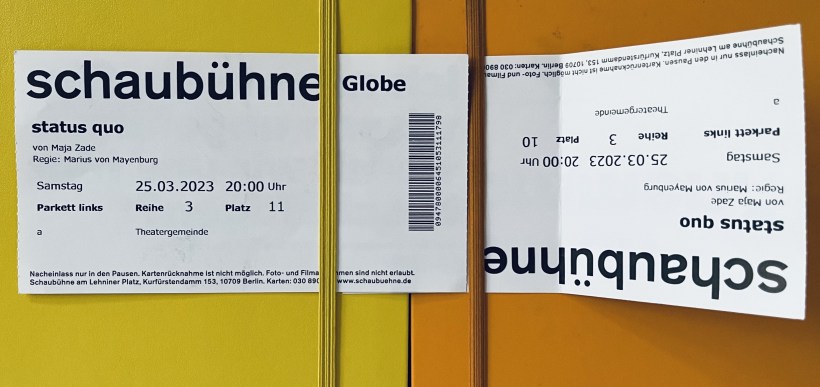 schaubühne
Globe
status quo
von Maja Zade
Regie: Marius von Mayenburg
Samstag 25.03.2023 20:00 Uhr
Parkett links Reihe 3 Platz 11
a Theatergemeinde
Nacheinlass nur in den Pausen. Kartenrücknahme ist nicht möglich. Foto- und Filma men sind nicht erlaubt.
Schaubühne am Lehniner Platz, Kurfürstendamm 153, 10709 Berlin. Karten: 030 890 www.schaubuehne.de
0947800000645105311179
schaubühne
status quo
von Maja Zade
Regie: Marius von Mayenburg
Samstag 25.03.2023 20:00 Uhr
Parkett links Reihe 3 Platz 10
a Theatergemeinde
Nacheinlass nur in den Pausen. Kartenrücknahme ist nicht möglich. Foto- und Filma
Schaubühne am Lehniner Platz, Kurfürstendamm 153, 10709 Berlin. Karten: 030 890